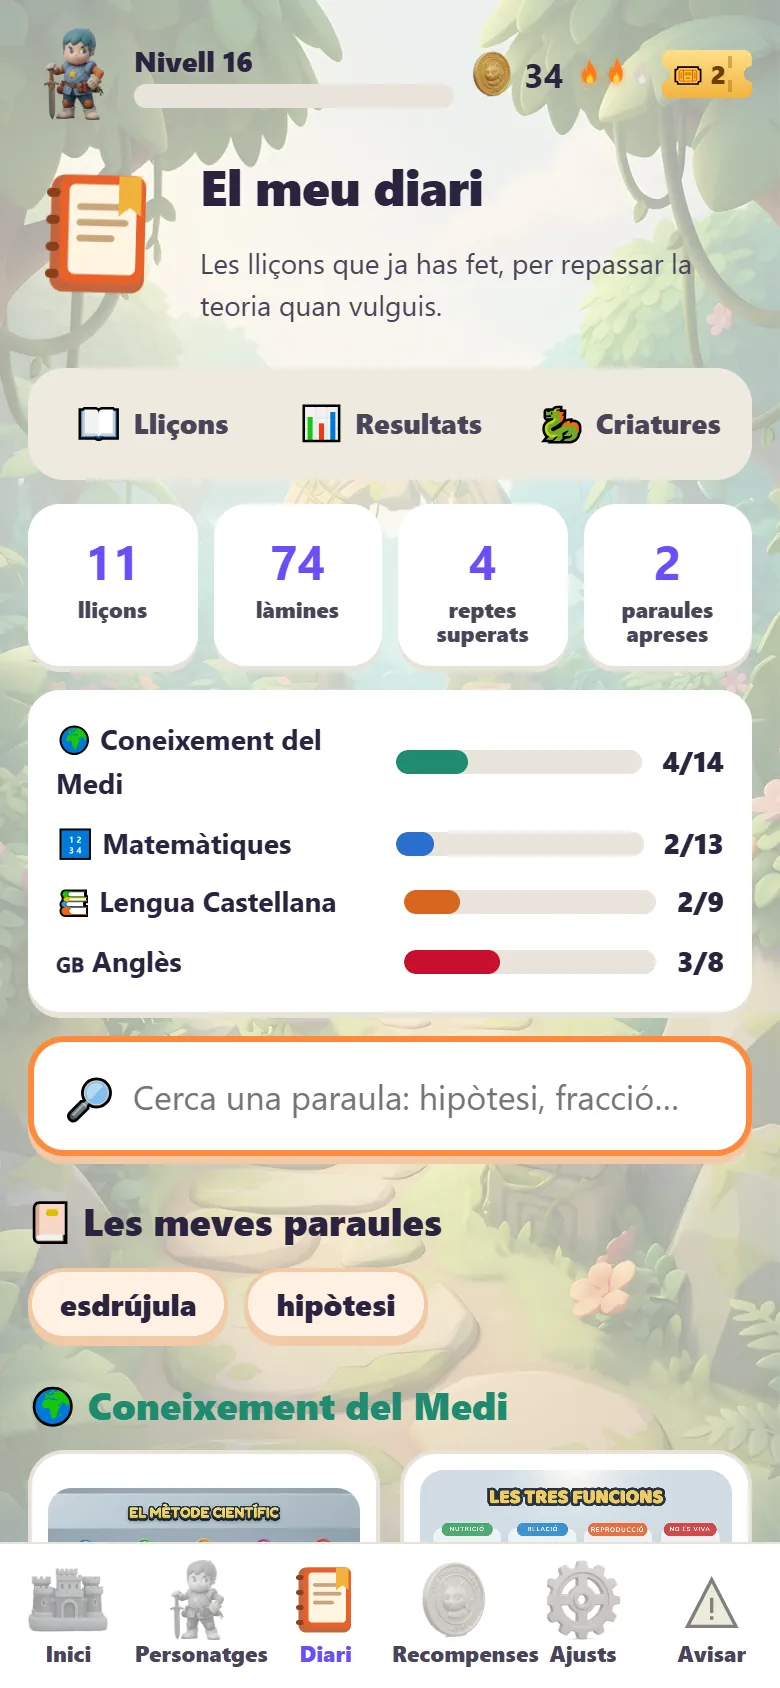 Nivell 16
34
2
El meu diari
Les lliçons que ja has fet, per repassar la
teoria quan vulguis.
Lliçons
Resultats
Criatures
11
lliçons
74
làmines
4
reptes
superats
2
paraules
apreses
Coneixement del
Medi
4/14
1 2
3 4
Matemàtiques
2/13
Lengua Castellana
2/9
GB Anglès
3/8
Cerca una paraula: hipòtesi, fracció...
Les meves paraules
esdrújula
hipòtesi
Coneixement del Medi
EL MÈTODE CIENTÍFIC
LES TRES FUNCIONS
NUTRICIÓ
RELACIÓ
REPRODUCCIÓ
NO ÉS VIVA
Inici
Personatges
Diari
Recompenses
Ajusts
Avisar